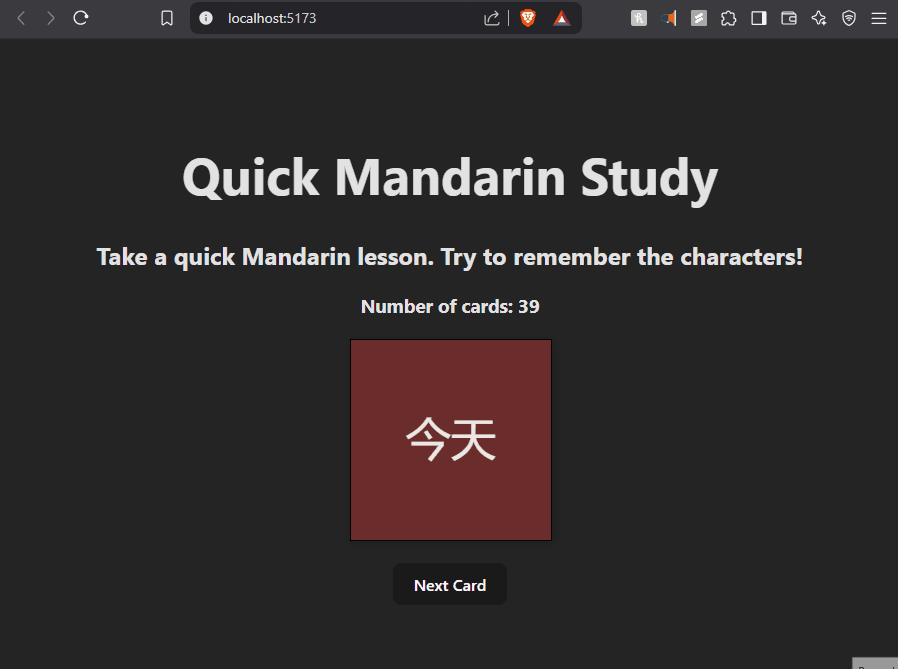 localhost:5173
Quick Mandarin Study
Take a quick Mandarin lesson. Try to remember the characters!
Number of cards: 39
今天
Next Card